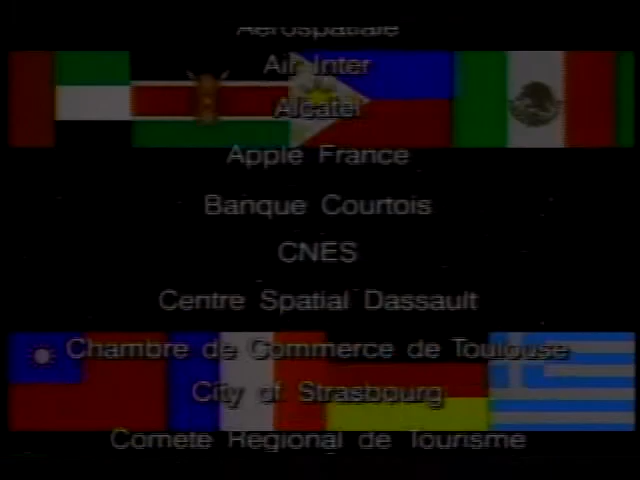 Aerospatiale
Air Inter
Alcatel
Apple France
Banque Courtois
CNES
Centre Spatial Dassault
Chambre de Commerce de Toulouse
City of Strasbourg
Comete Regional de Tourisme